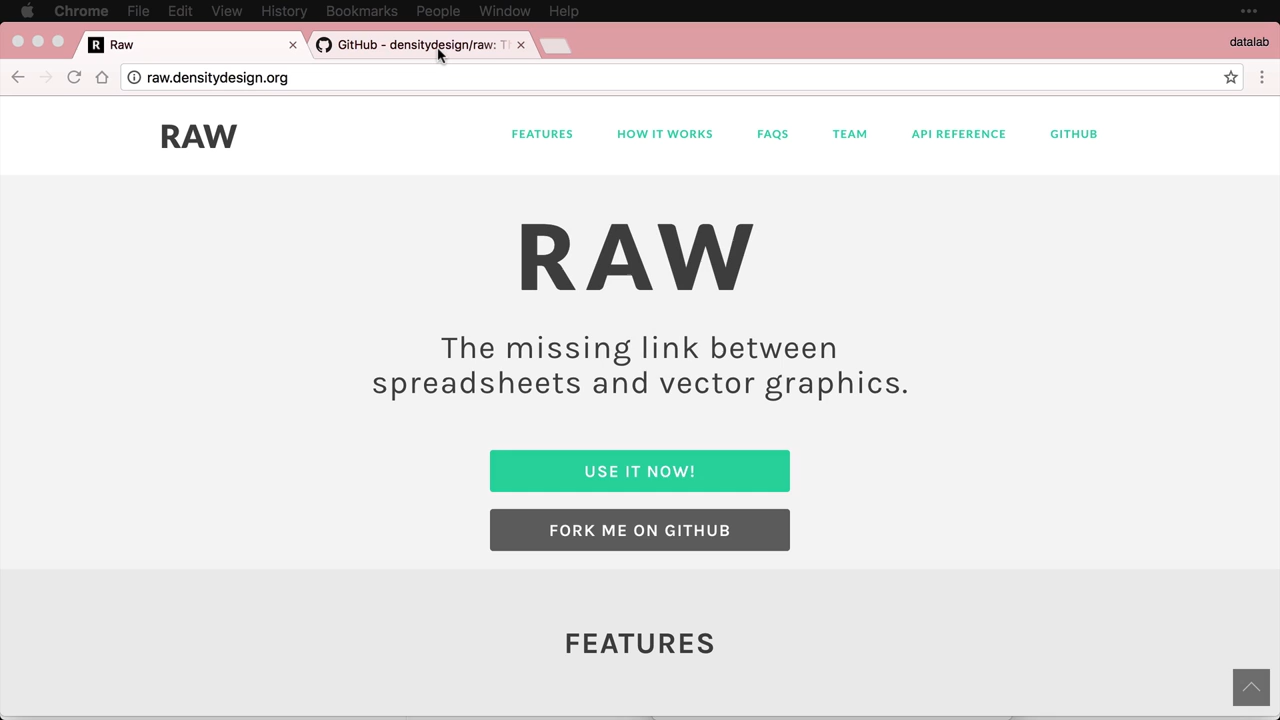 Chrome File Edit View History Bookmarks People Window Help
R Raw GitHub - densitydesign/raw: Th datalab
raw.densitydesign.org
RAW FEATURES HOW IT WORKS FAQS TEAM API REFERENCE GITHUB
RAW
The missing link between
spreadsheets and vector graphics.
USE IT NOW!
FORK ME ON GITHUB
FEATURES